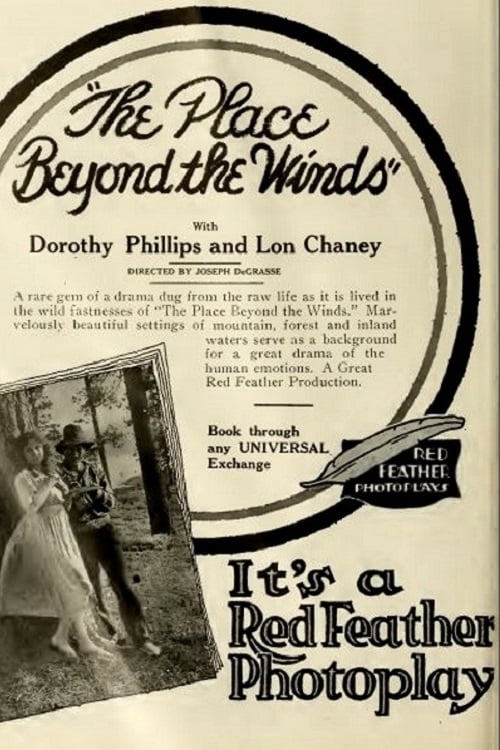 "The Place
Beyond the Winds"
With
Dorothy Phillips and Lon Chaney
DIRECTED BY JOSEPH DeGRASSE
A rare gem of a drama dug from the raw life as it is lived in
the wild fastnesses of "The Place Beyond the Winds." Mar-
velously beautiful settings of mountain, forest and inland
waters serve as a background
for a great drama of the
human emotions. A Great
Red Feather Production.
Book through
any UNIVERSAL
Exchange
RED
FEATHER
PHOTOPLAYS
It's a
Red Feather
Photoplay